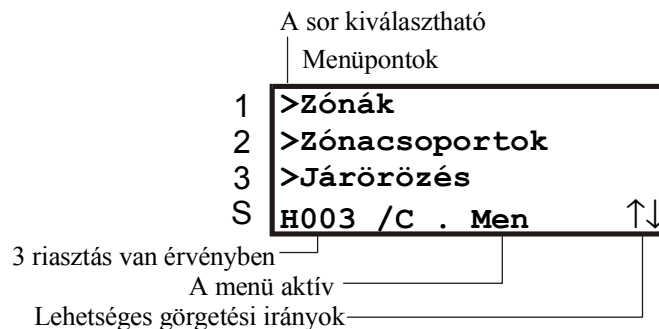 A sor kiválasztható
Menüpontok
1 >Zónák
2 >Zónacsoportok
3 >Járörözés
S H003 /C . Men ↑↓
3 riasztás van érvényben
A menü aktív
Lehetséges görgetési irányok